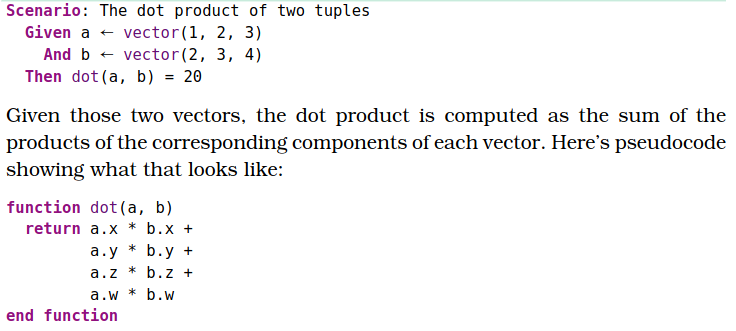 Scenario: The dot product of two tuples
Given a ← vector(1, 2, 3)
And b ← vector(2, 3, 4)
Then dot(a, b) = 20
Given those two vectors, the dot product is computed as the sum of the
products of the corresponding components of each vector. Here’s pseudocode
showing what that looks like:
function dot(a, b)
return a.x * b.x +
a.y * b.y +
a.z * b.z +
a.w * b.w
end function